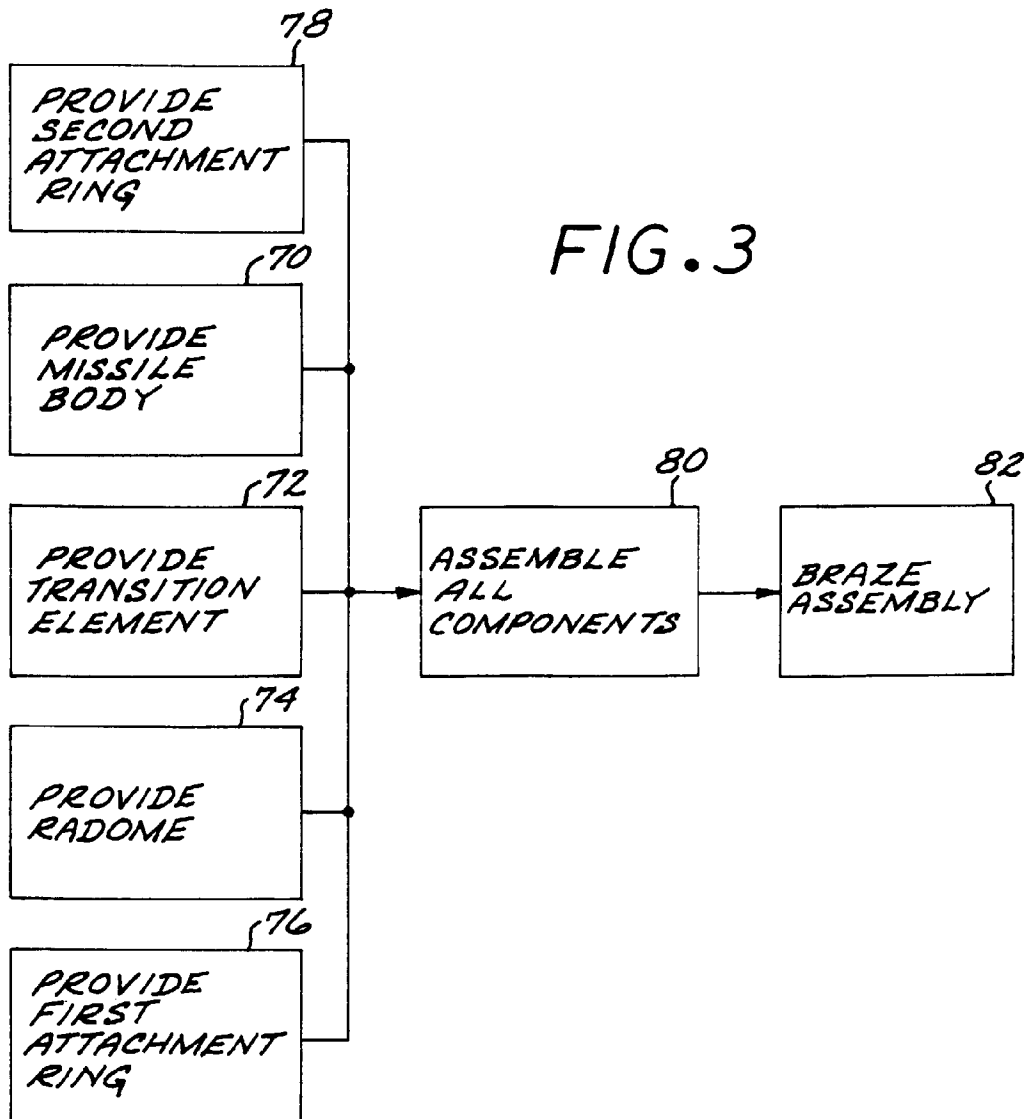 78
PROVIDE
SECOND
ATTACHMENT
RING
FIG. 3
70
PROVIDE
MISSILE
BODY
72
PROVIDE
TRANSITION
ELEMENT
80
ASSEMBLE
ALL
COMPONENTS
82
BRAZE
ASSEMBLY
74
PROVIDE
RADOME
76
PROVIDE
FIRST
ATTACHMENT
RING